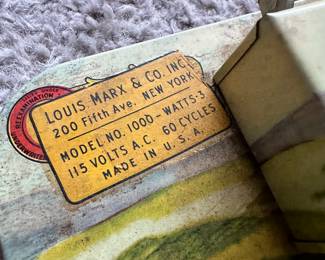 LOUIS MARX & CO. INC.
200 Fifth Ave. NEW YORK
MODEL NO. 1000 - WATTS-3
115 VOLTS A.C. 60 CYCLES
MADE IN U.S.A.
REEXAMINATION